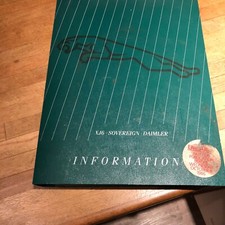 XJ6 · SOVEREIGN DAIMLER
INFORMATION